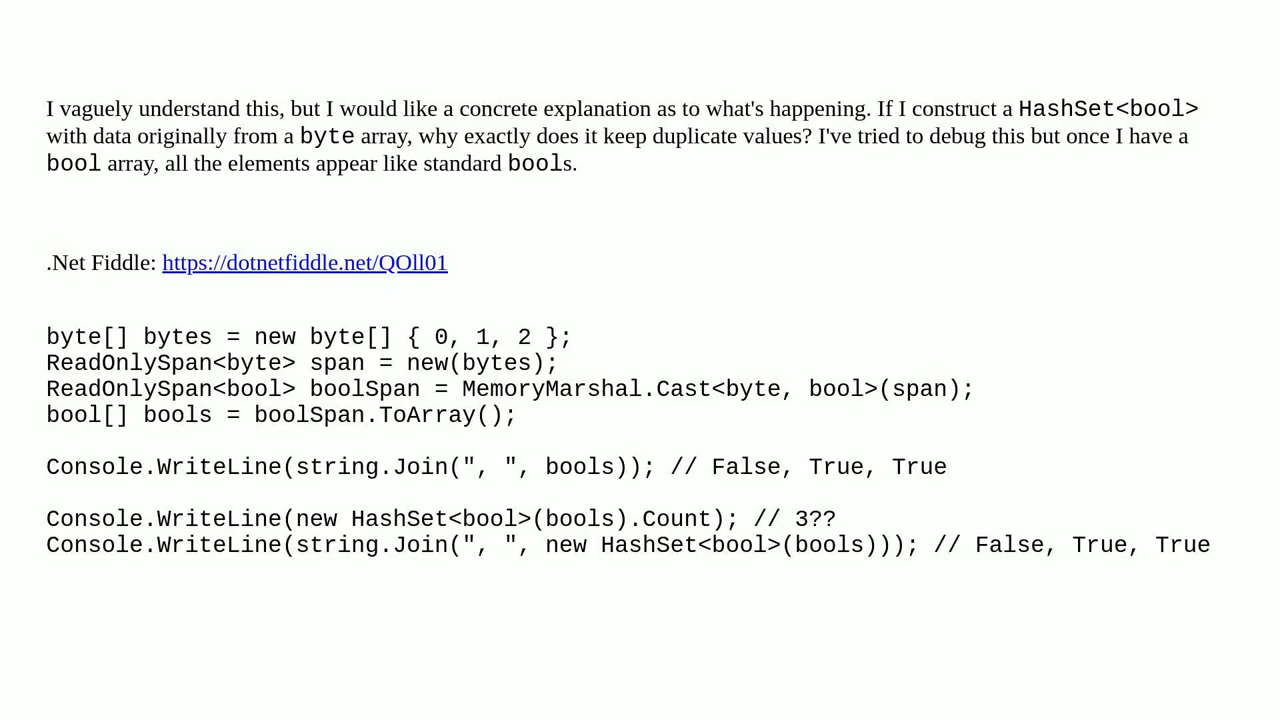 I vaguely understand this, but I would like a concrete explanation as to what's happening. If I construct a HashSet<bool>
with data originally from a byte array, why exactly does it keep duplicate values? I've tried to debug this but once I have a
bool array, all the elements appear like standard bools.
.Net Fiddle: https://dotnetfiddle.net/QOll01
byte[] bytes = new byte[] { 0, 1, 2 };
ReadOnlySpan<byte> span = new(bytes);
ReadOnlySpan<bool> boolSpan = MemoryMarshal.Cast<byte, bool>(span);
bool[] bools = boolSpan.ToArray();
Console.WriteLine(string.Join(", ", bools)); // False, True, True
Console.WriteLine(new HashSet<bool>(bools).Count); // 3??
Console.WriteLine(string.Join(", ", new HashSet<bool>(bools))); // False, True, True